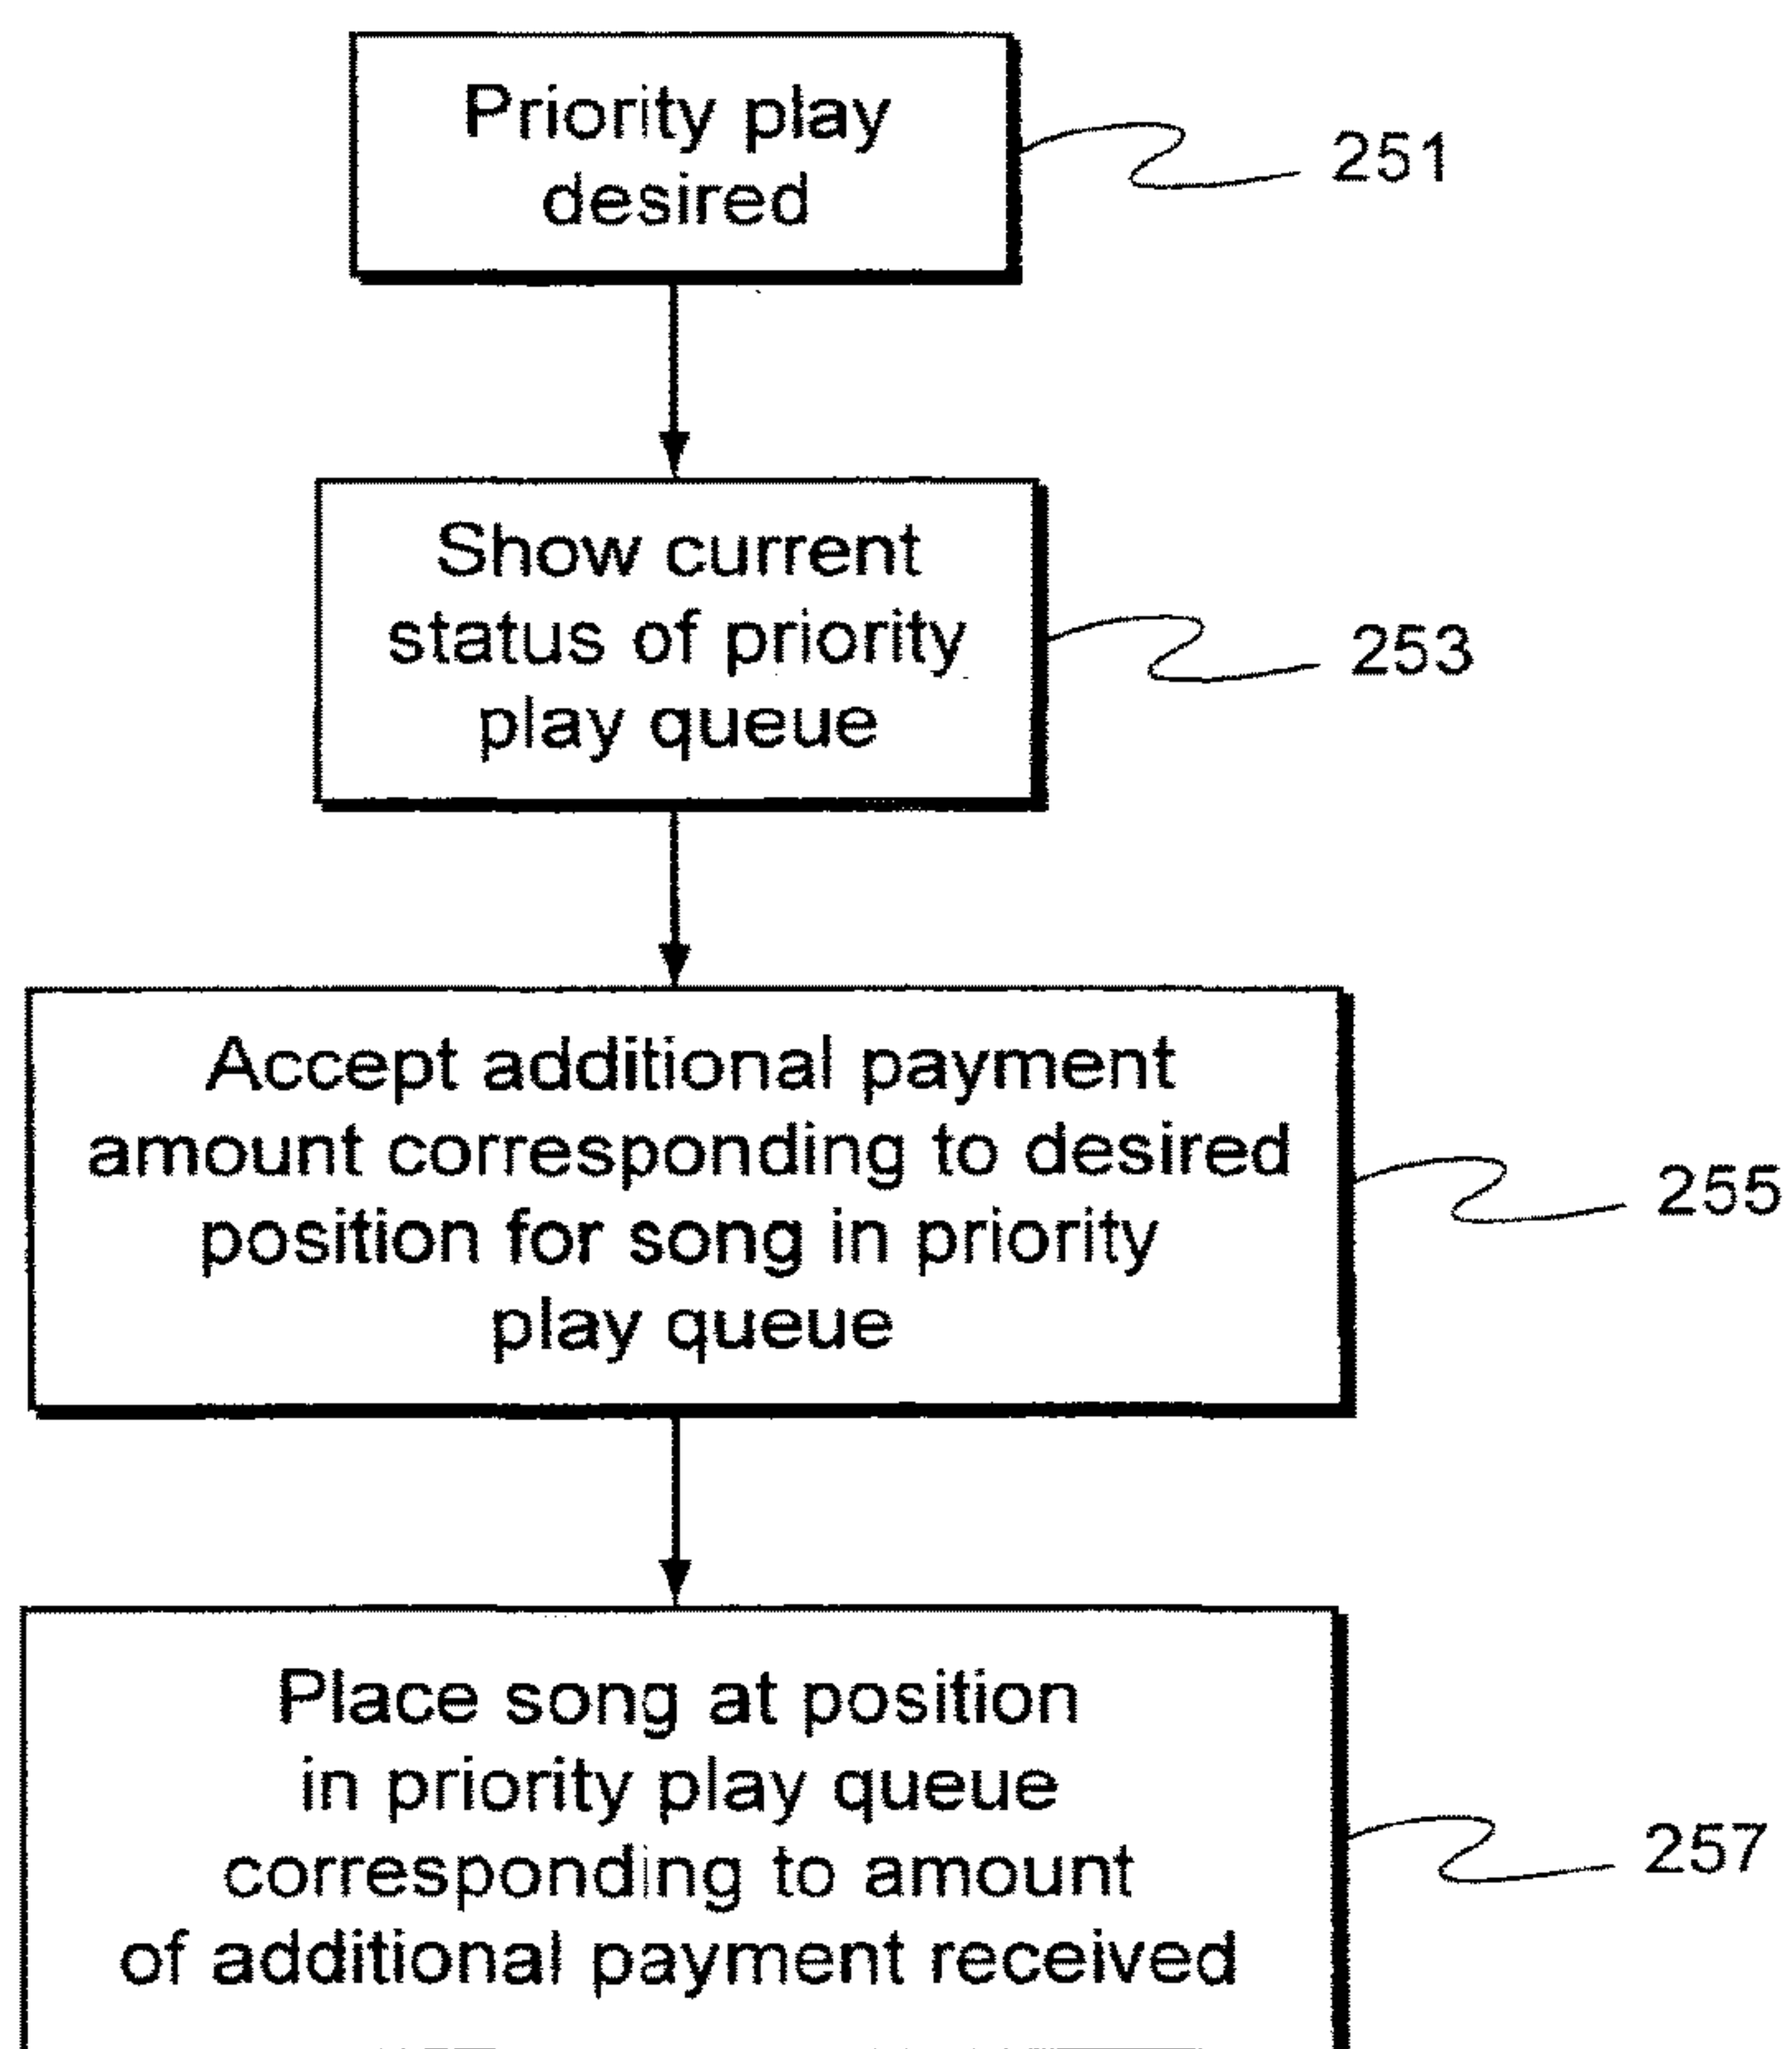 Priority play
desired
251
Show current
status of priority
play queue
253
Accept additional payment
amount corresponding to desired
position for song in priority
play queue
255
Place song at position
in priority play queue
corresponding to amount
of additional payment received
257